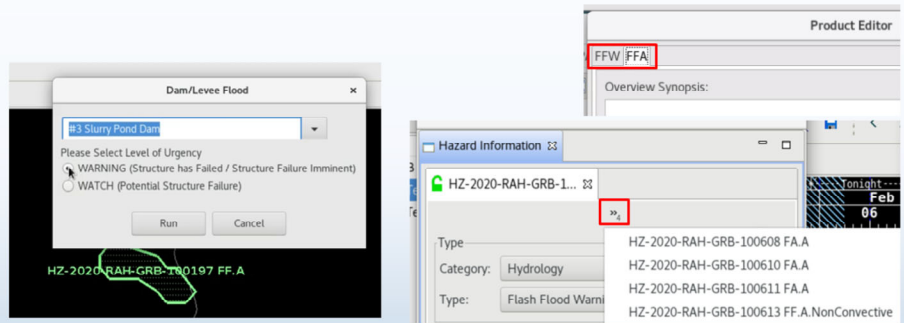 Dam/Levee Flood
#3 Slurry Pond Dam
Please Select Level of Urgency
WARNING (Structure has Failed / Structure Failure Imminent)
WATCH (Potential Structure Failure)
Run Cancel
HZ-2020-RAH-GRB-100197 FF.A
Product Editor
FFW FFA
Overview Synopsis:
Hazard Information
HZ-2020-RAH-GRB-1...
»4
Type
Category: Hydrology
Type: Flash Flood Warni
HZ-2020-RAH-GRB-100608 FA.A
HZ-2020-RAH-GRB-100610 FA.A
HZ-2020-RAH-GRB-100611 FA.A
HZ-2020-RAH-GRB-100613 FF.A.NonConvective
Tonight
Feb
06